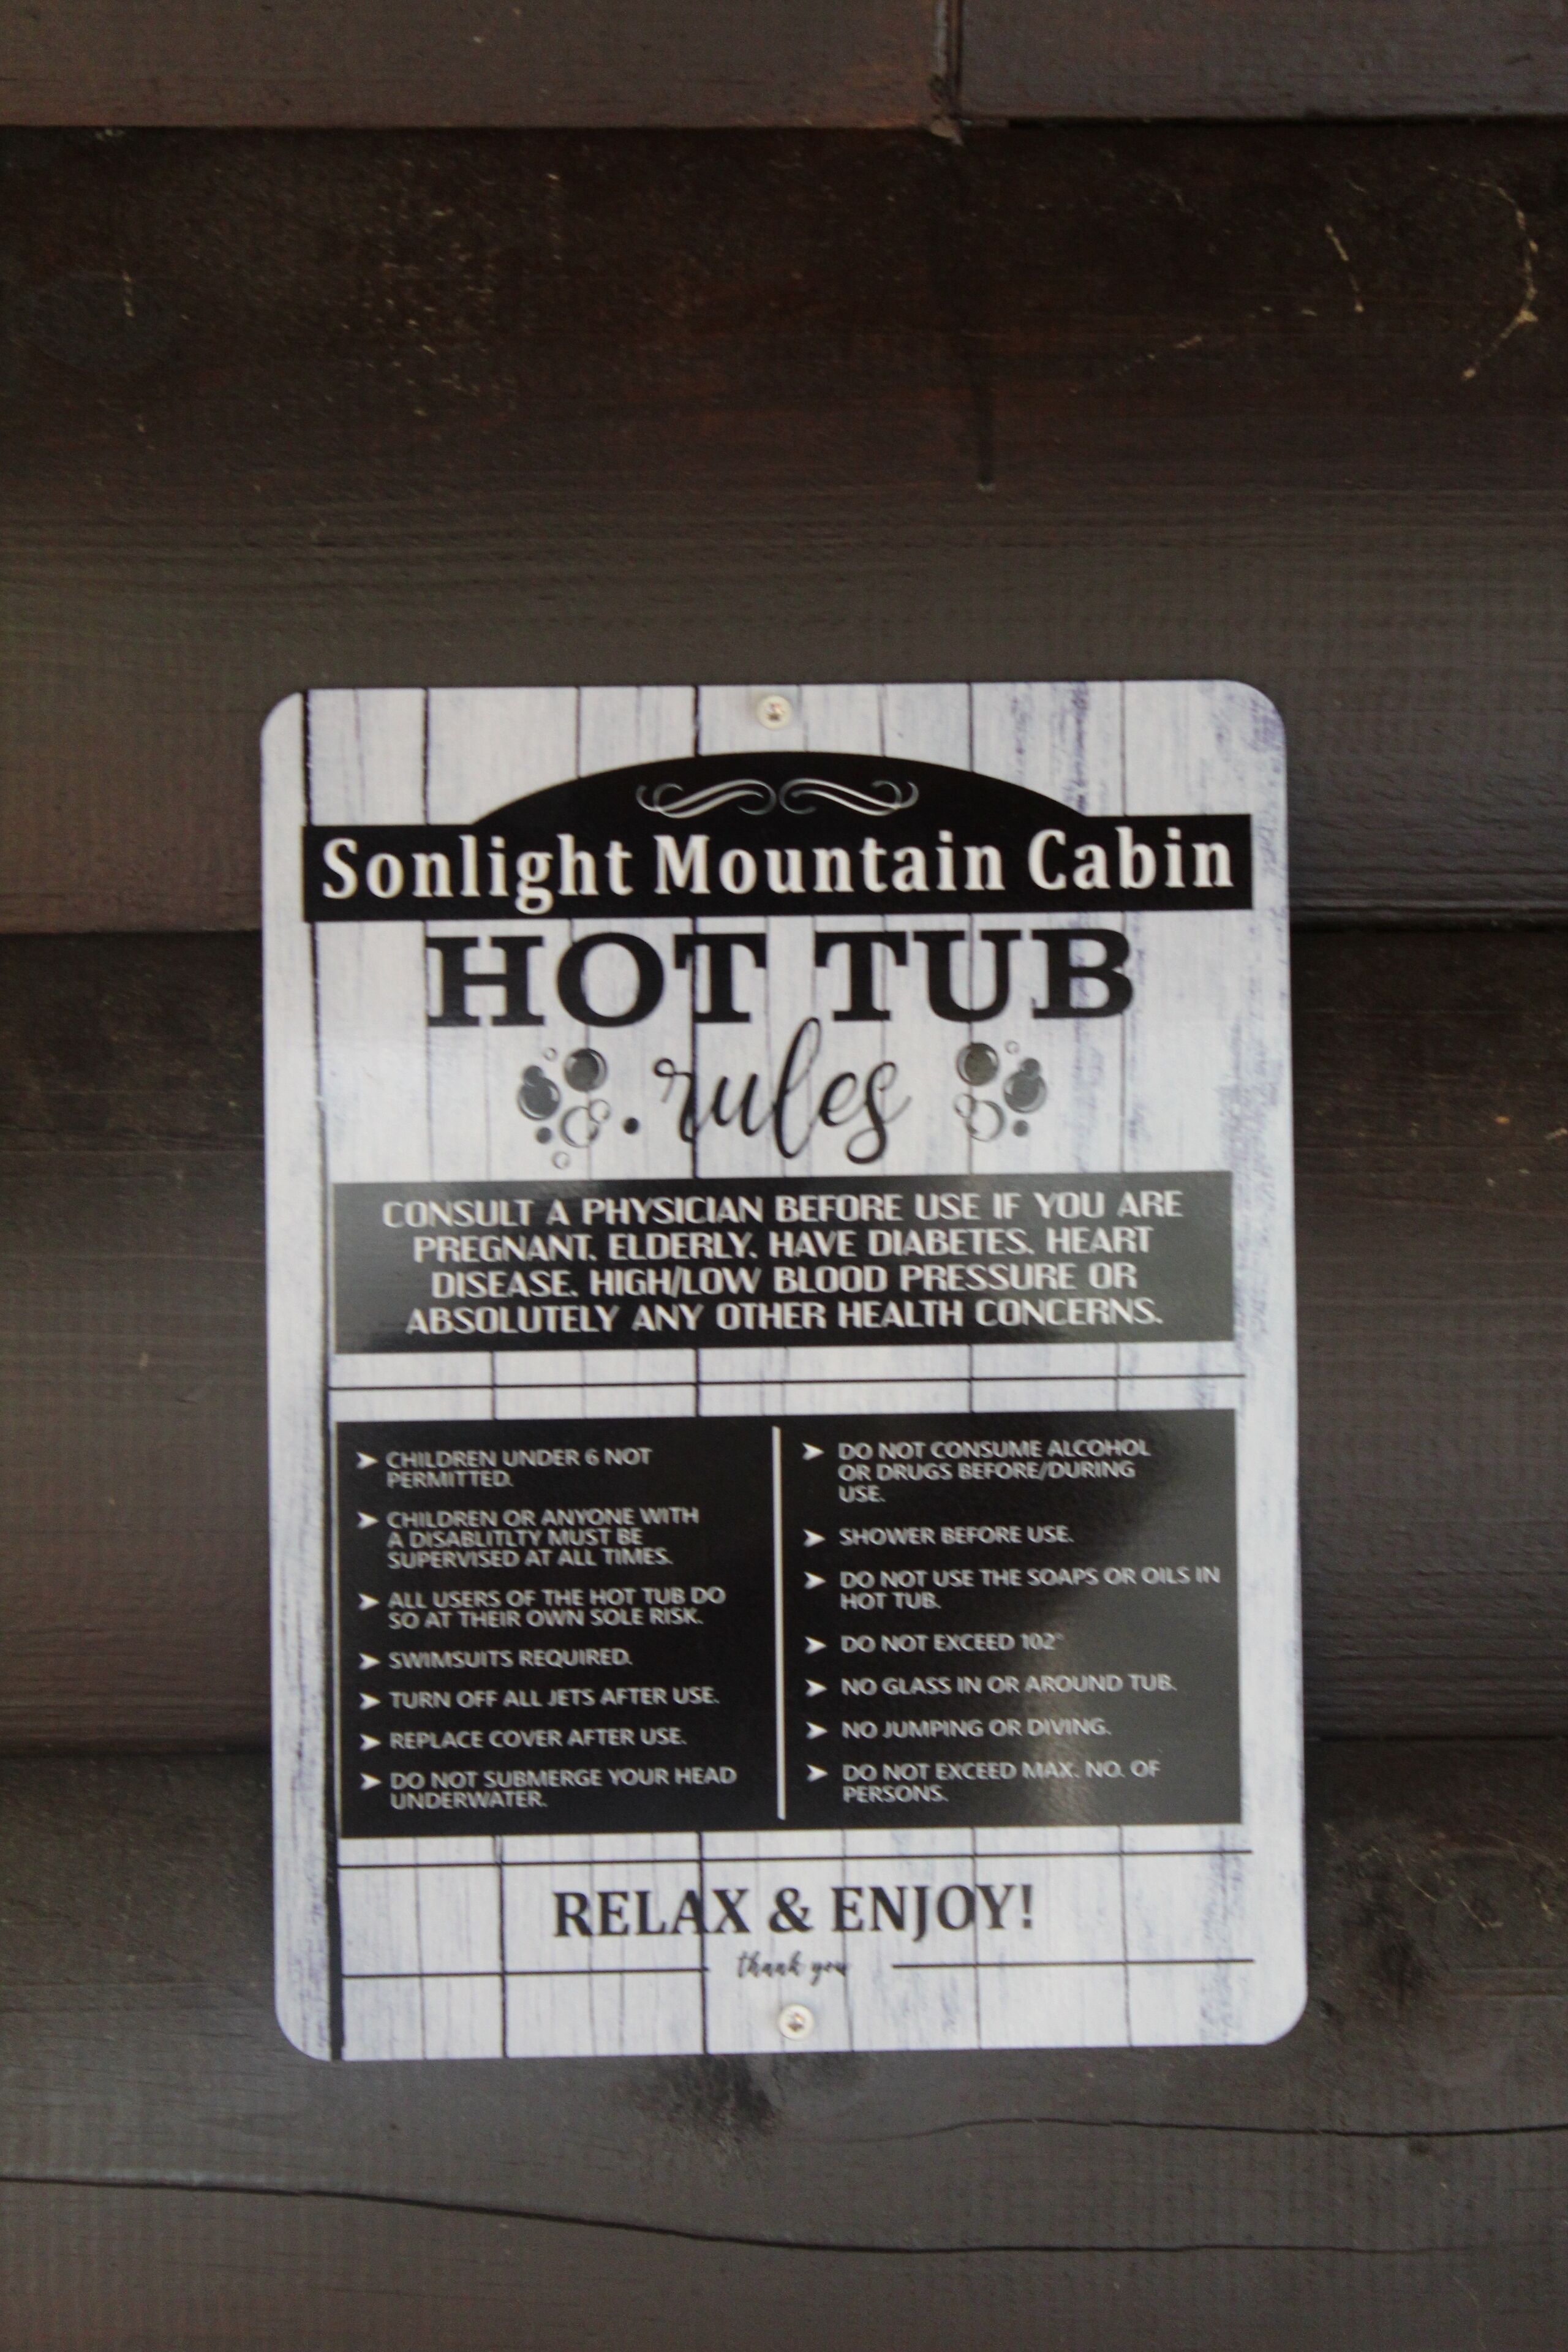 Sonlight Mountain Cabin
HOT TUB
rules
CONSULT A PHYSICIAN BEFORE USE IF YOU ARE
PREGNANT, ELDERLY, HAVE DIABETES, HEART
DISEASE, HIGH/LOW BLOOD PRESSURE OR
ABSOLUTELY ANY OTHER HEALTH CONCERNS.
➤ CHILDREN UNDER 6 NOT
PERMITTED.
➤ CHILDREN OR ANYONE WITH
A DISABLITLTY MUST BE
SUPERVISED AT ALL TIMES.
➤ ALL USERS OF THE HOT TUB DO
SO AT THEIR OWN SOLE RISK.
➤ SWIMSUITS REQUIRED.
➤ TURN OFF ALL JETS AFTER USE.
➤ REPLACE COVER AFTER USE.
➤ DO NOT SUBMERGE YOUR HEAD
UNDERWATER.
➤ DO NOT CONSUME ALCOHOL
OR DRUGS BEFORE/DURING
USE.
➤ SHOWER BEFORE USE.
➤ DO NOT USE THE SOAPS OR OILS IN
HOT TUB.
➤ DO NOT EXCEED 102°
➤ NO GLASS IN OR AROUND TUB.
➤ NO JUMPING OR DIVING.
➤ DO NOT EXCEED MAX. NO. OF
PERSONS.
RELAX & ENJOY!
thank you